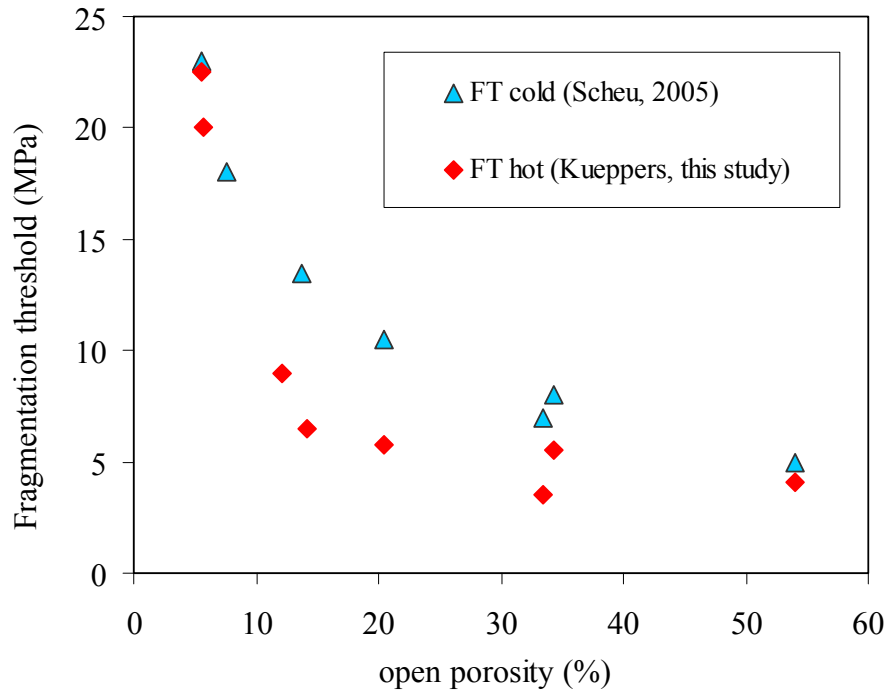 25
20
15
10
5
0
Fragmentation threshold (MPa)
FT cold (Scheu, 2005)
FT hot (Kueppers, this study)
0 10 20 30 40 50 60
open porosity (%)